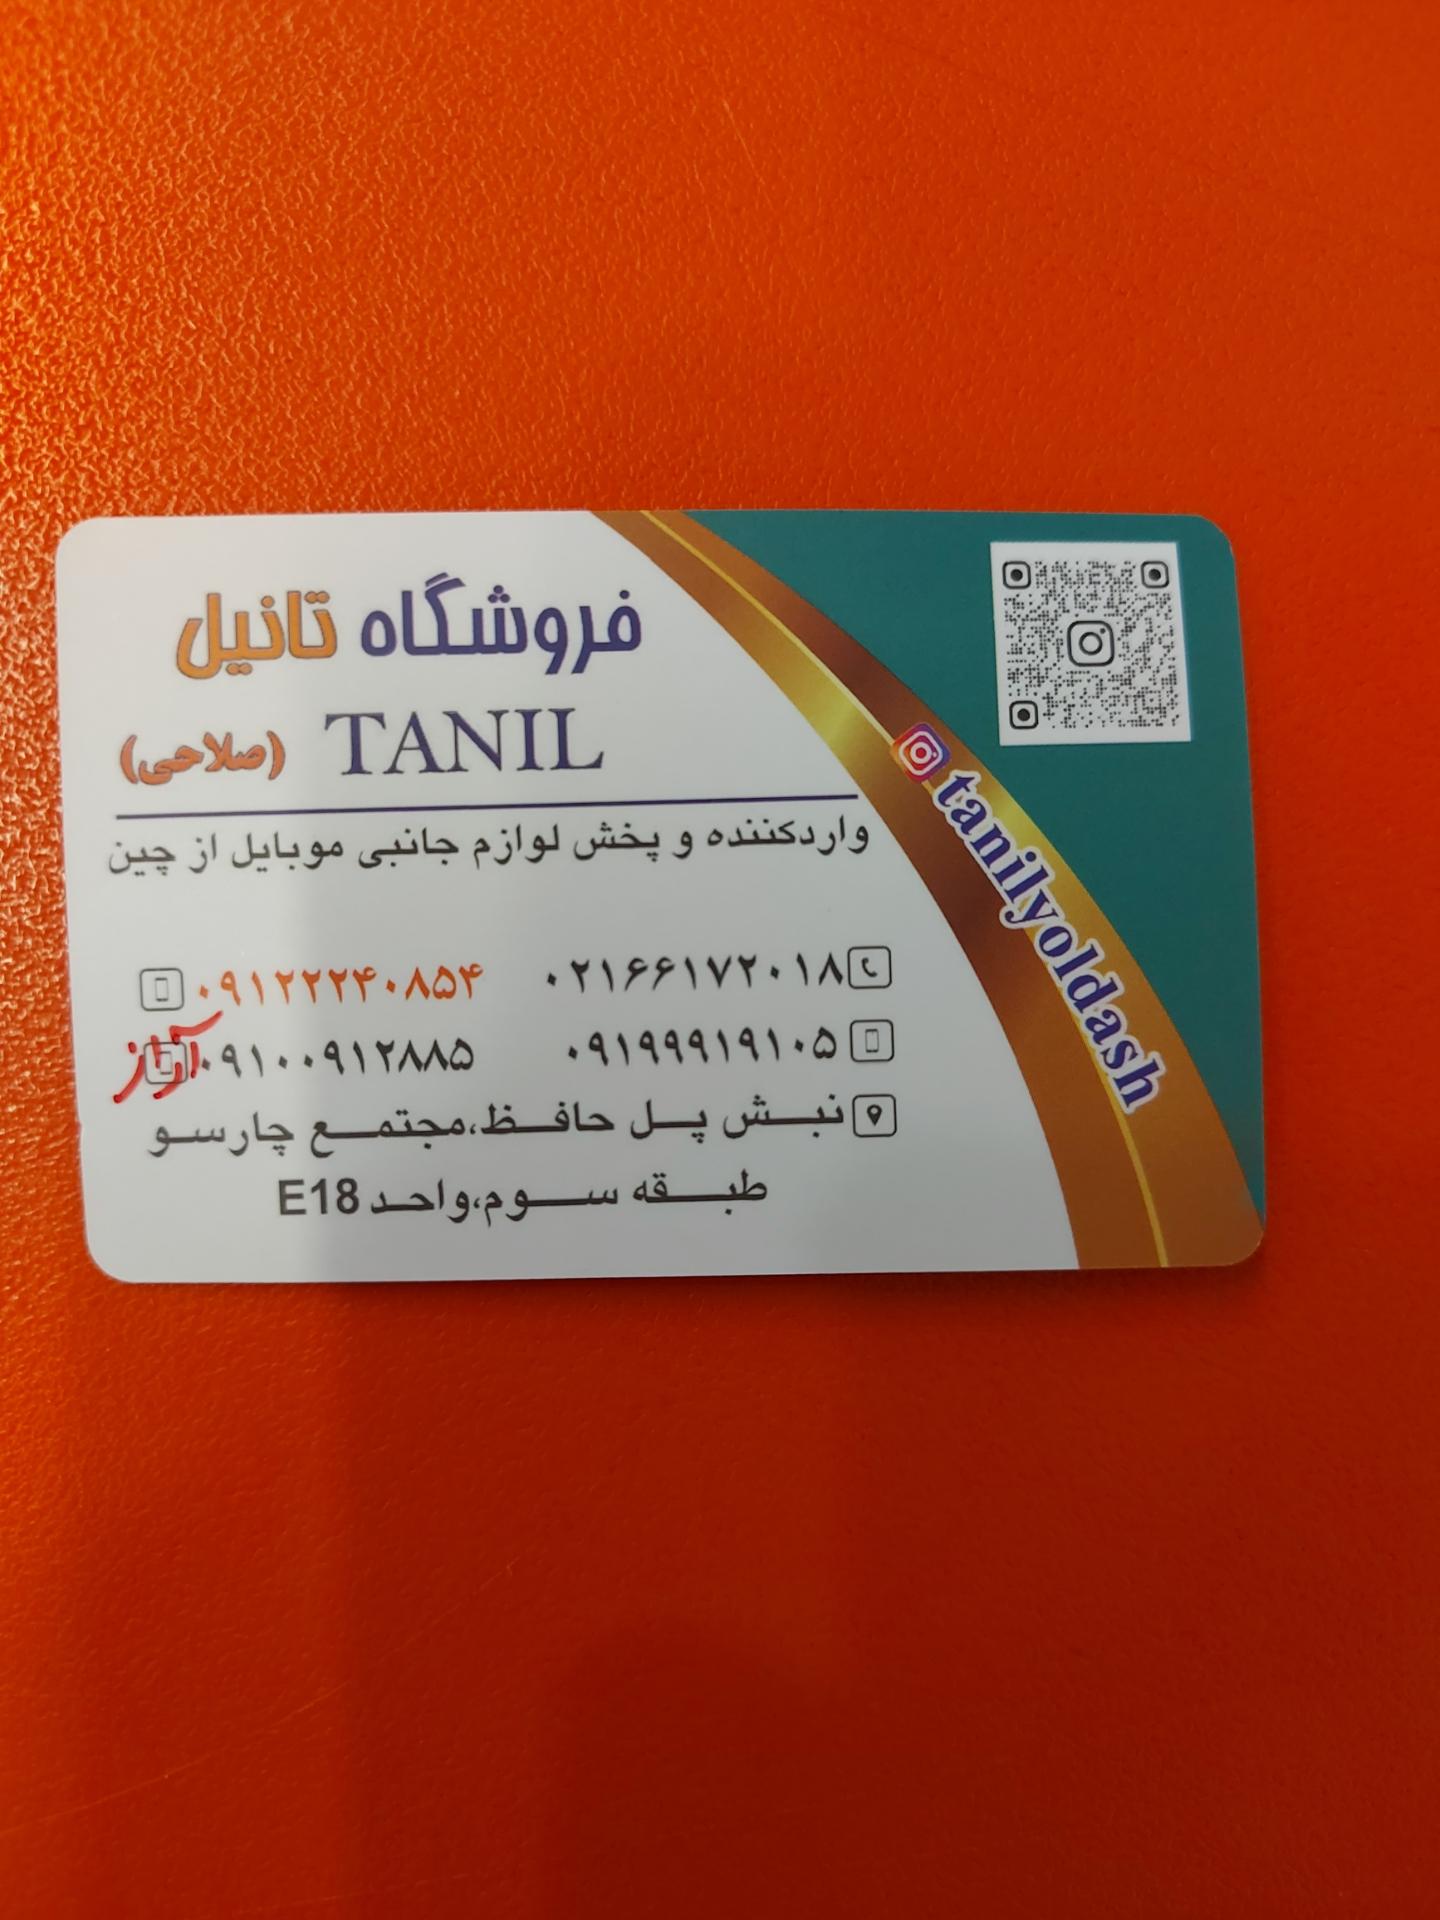 فروشگاه تانیل
TANIL (صلاحی)
واردکننده و پخش لوازم جانبی موبایل از چین
۰۲۱۶۶۱۷۲۰۱۸ ۰۹۱۲۲۲۴۰۸۵۴
۰۹۱۹۹۹۱۹۱۰۵ ۰۹۱۰۰۹۱۲۸۸۵ آراز
نبش پل حافظ،مجتمع چارسو
طبقه سوم،واحد E18
tanilyoldash